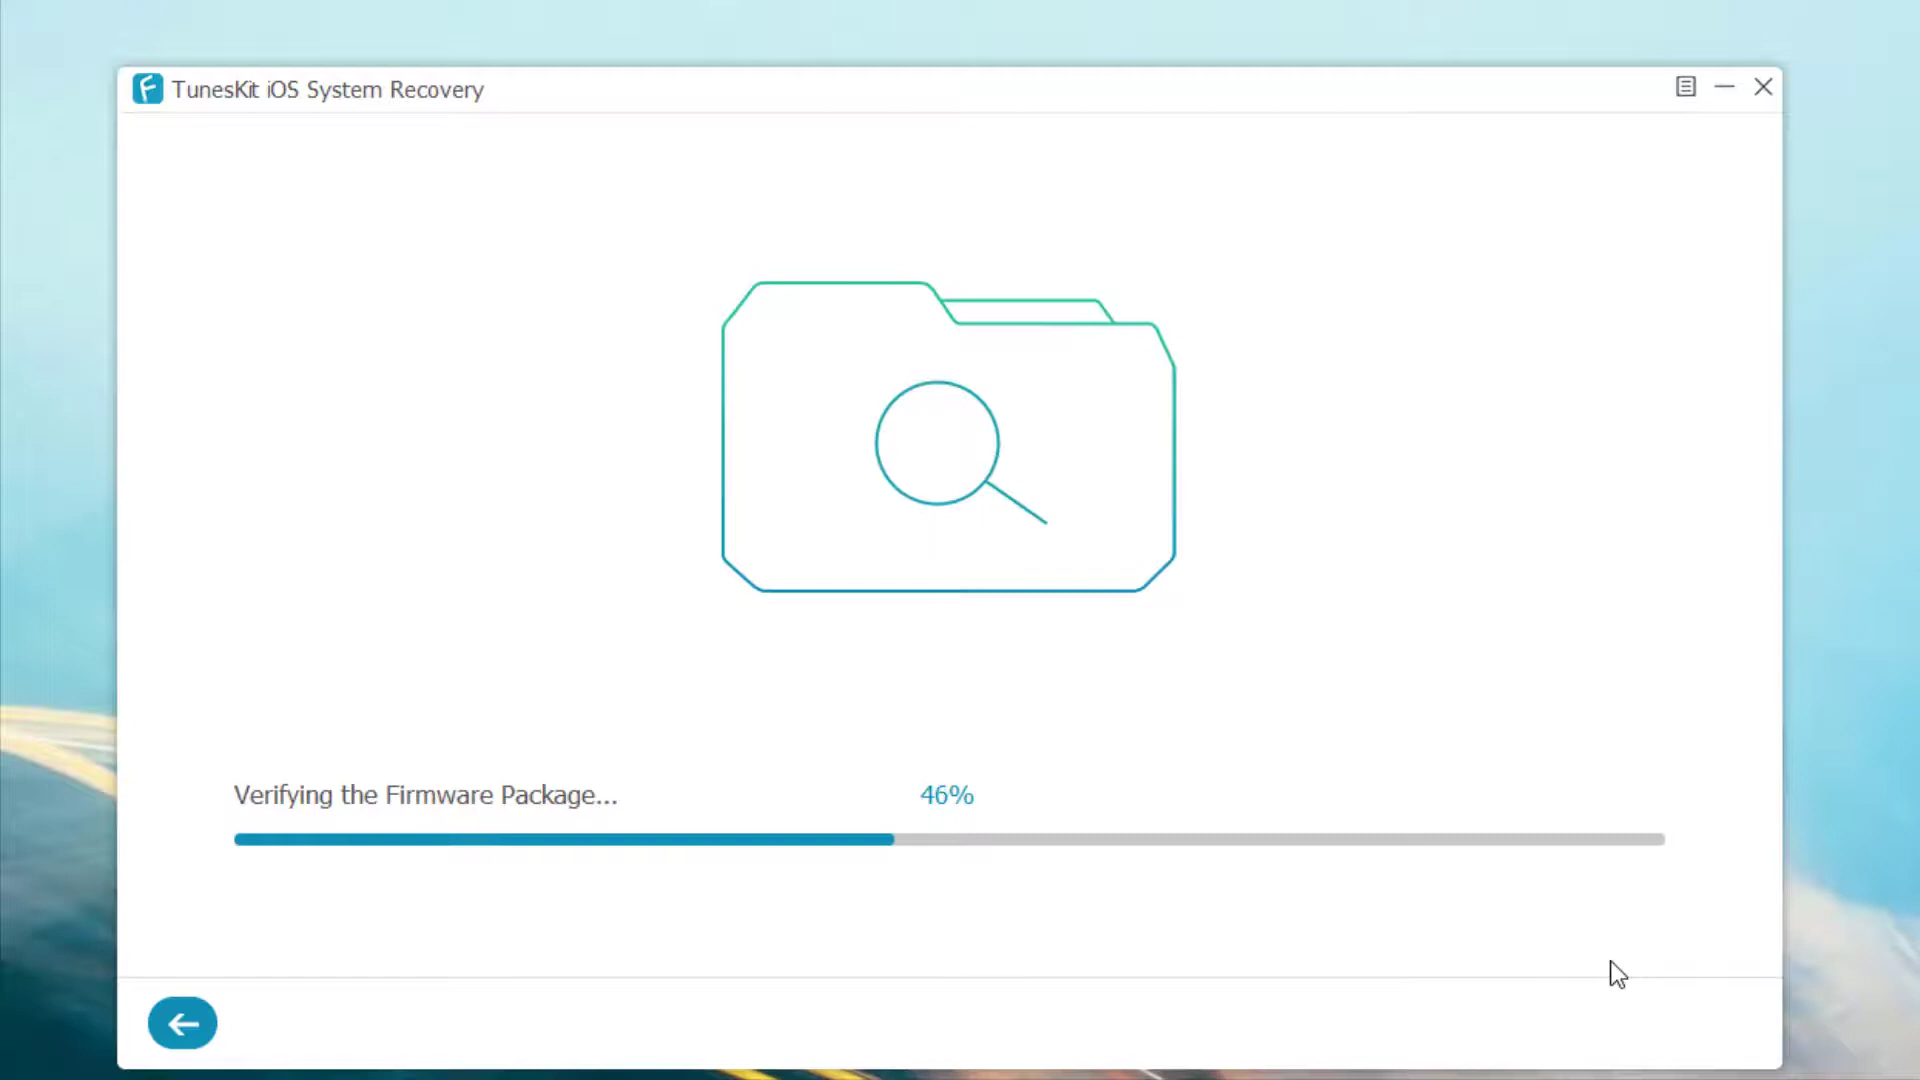 TunesKit iOS System Recovery
Verifying the Firmware Package...
46%